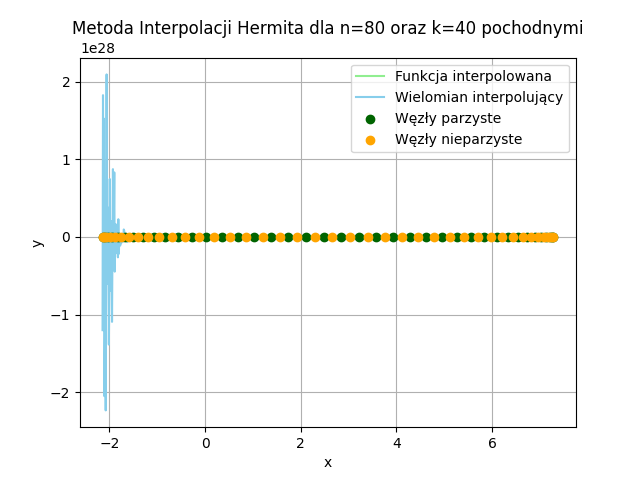 Metoda Interpolacji Hermita dla n=80 oraz k=40 pochodnymi
1e28
Funkcja interpolowana
Wielomian interpolujący
Węzły parzyste
Węzły nieparzyste
2
1
0
−1
−2
y
−2 0 2 4 6
x